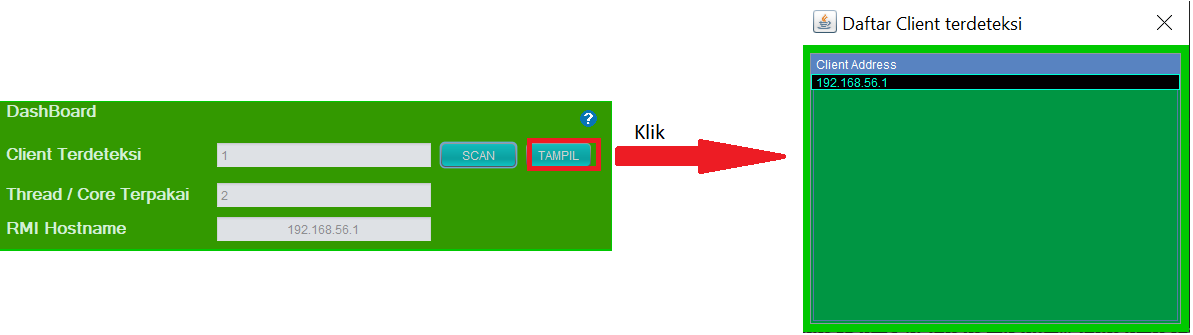 DashBoard
?
Client Terdeteksi
1
SCAN
TAMPIL
Thread / Core Terpakai
2
RMI Hostname
192.168.56.1
Klik
Daftar Client terdeteksi
Client Address
192.168.56.1